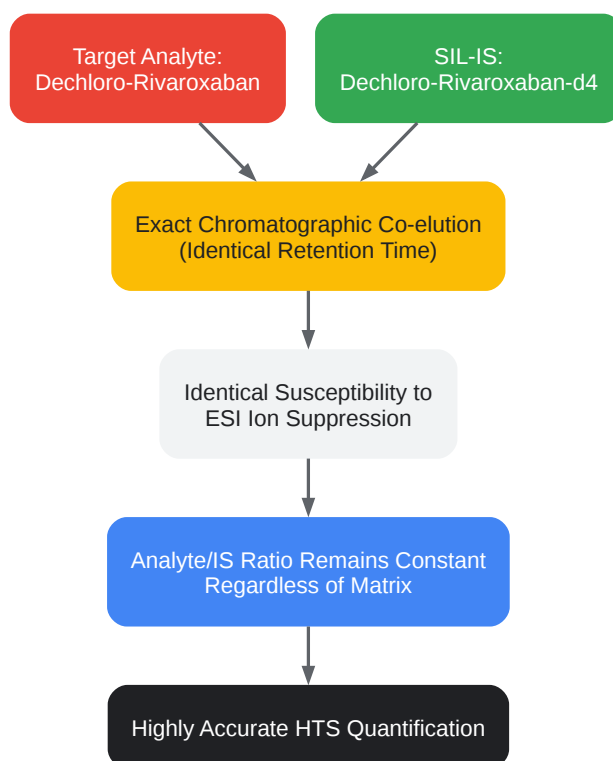 Target Analyte:
Dechloro-Rivaroxaban
SIL-IS:
Dechloro-Rivaroxaban-d4
Exact Chromatographic Co-elution
(Identical Retention Time)
Identical Susceptibility to
ESI Ion Suppression
Analyte/IS Ratio Remains Constant
Regardless of Matrix
Highly Accurate HTS Quantification